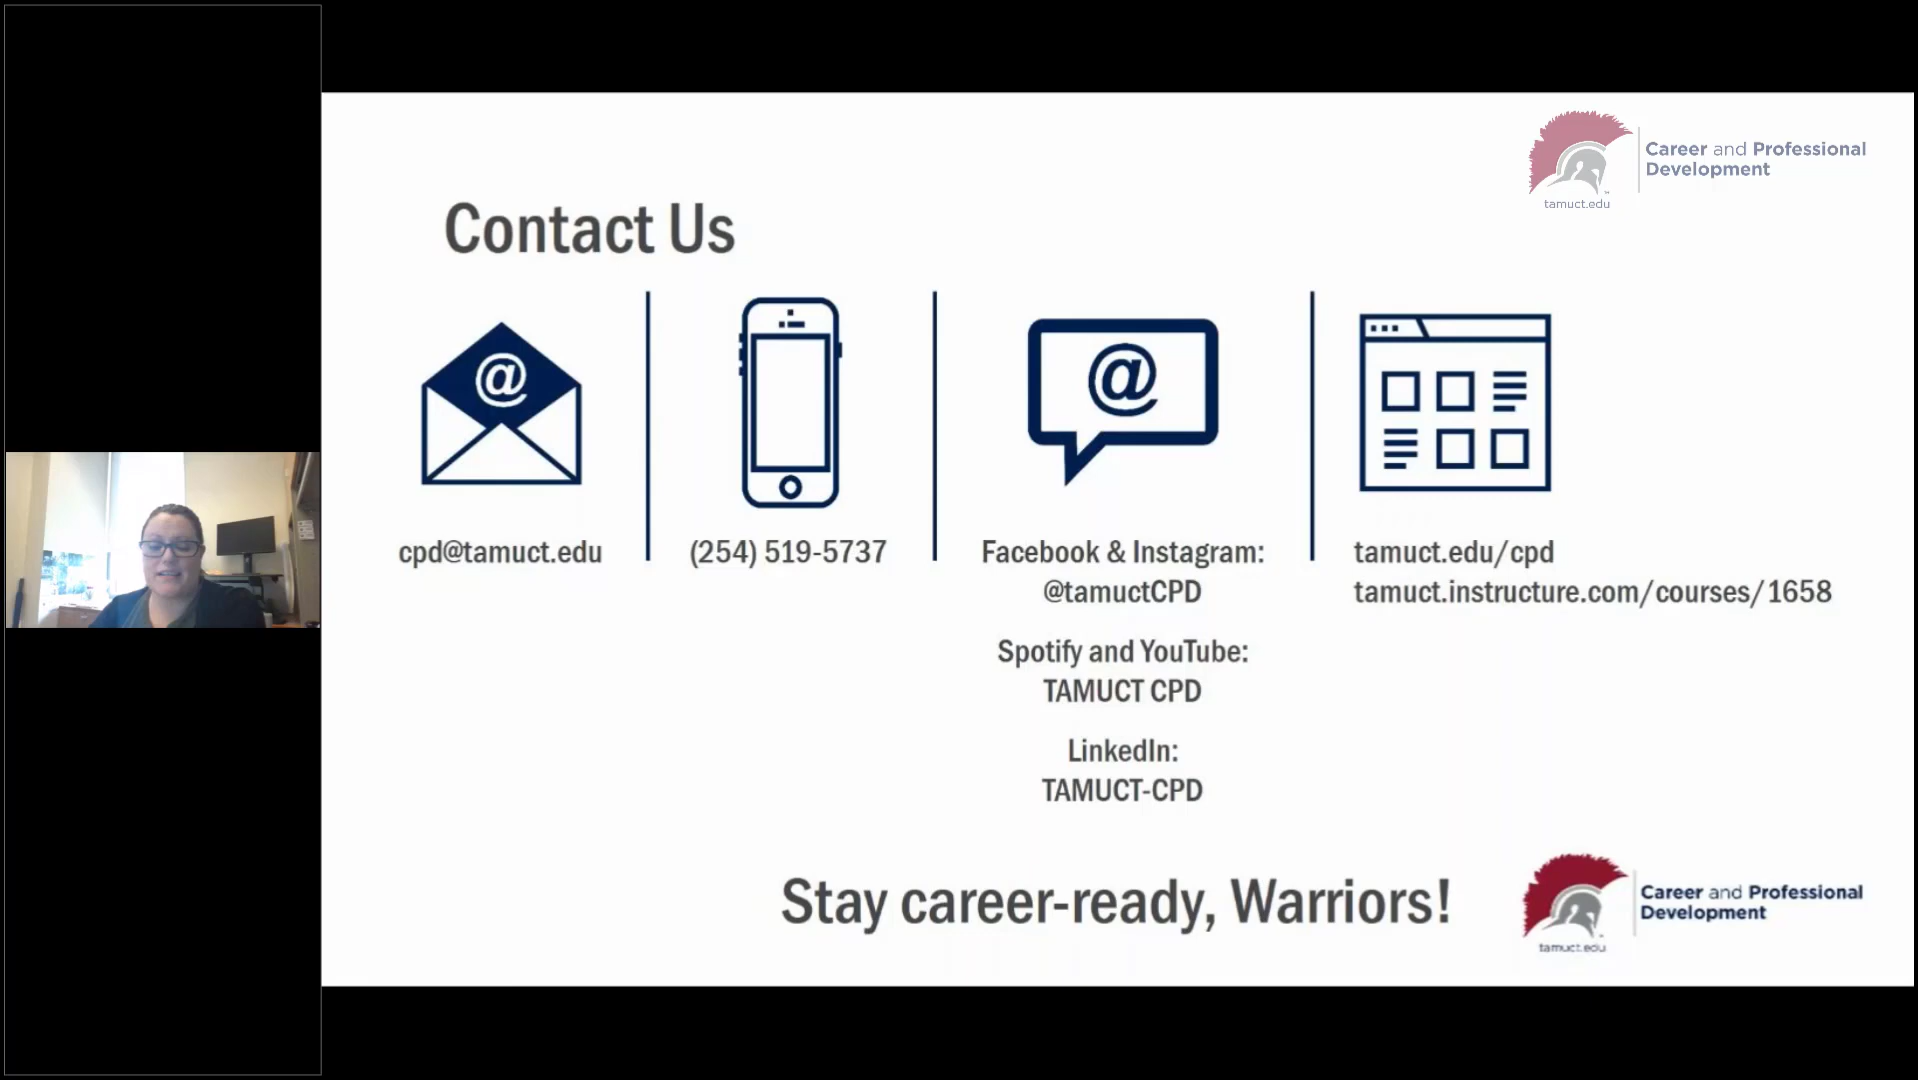 Career and Professional
Development
tamuct.edu
Contact Us
@
@
cpd@tamuct.edu
(254) 519-5737
Facebook & Instagram:
@tamuctCPD
Spotify and YouTube:
TAMUCT CPD
LinkedIn:
TAMUCT-CPD
tamuct.edu/cpd
tamuct.instructure.com/courses/1658
Stay career-ready, Warriors!
Career and Professional
Development
tamuct.edu